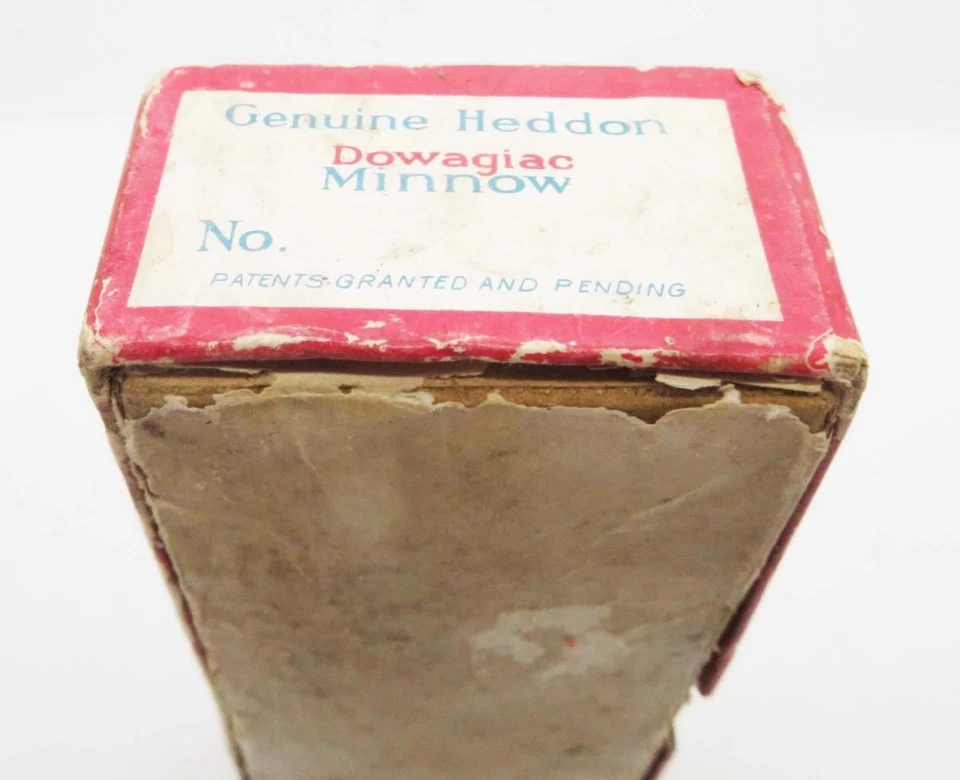 Genuine Heddon
Dowagiac
Minnow
No.
PATENTS GRANTED AND PENDING